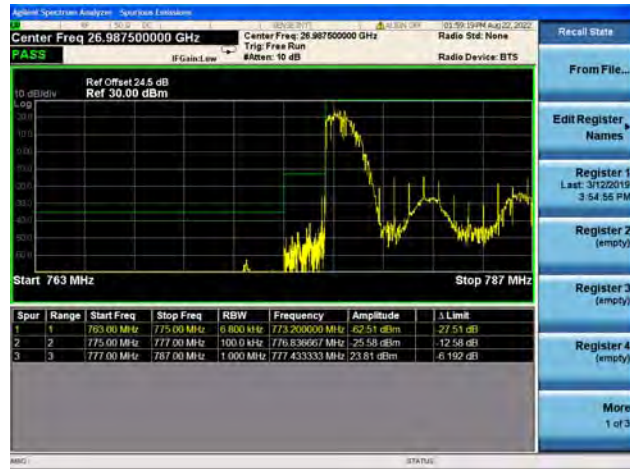 Agilent Spectrum Analyzer Spurious Emissions
SENSE:INT ALIGN OFF 01:59:19 PM Aug 22, 2022
Center Freq 26.987500000 GHz
Center Freq: 26.987500000 GHz
Radio Std: None
Recall State
PASS
Trig: Free Run
IFGain:Low
#Atten: 10 dB
Radio Device: BTS
From File...
Ref Offset 24.5 dB
10 dB/div
Ref 30.00 dBm
Log
Edit Register
Names
Register 1
Last: 3/12/2019
3:54:55 PM
Register 2
(empty)
Start 763 MHz
Stop 787 MHz
Register 3
(empty)
Spur Range Start Freq Stop Freq RBW Frequency Amplitude Δ Limit
1 1 763.00 MHz 775.00 MHz 6.800 kHz 773.200000 MHz -62.51 dBm -27.51 dB
2 2 775.00 MHz 777.00 MHz 100.0 kHz 776.836667 MHz -25.58 dBm -12.58 dB
3 3 777.00 MHz 787.00 MHz 1.000 MHz 777.433333 MHz 23.81 dBm -6.192 dB
Register 4
(empty)
More
1 of 3
MSG
STATUS